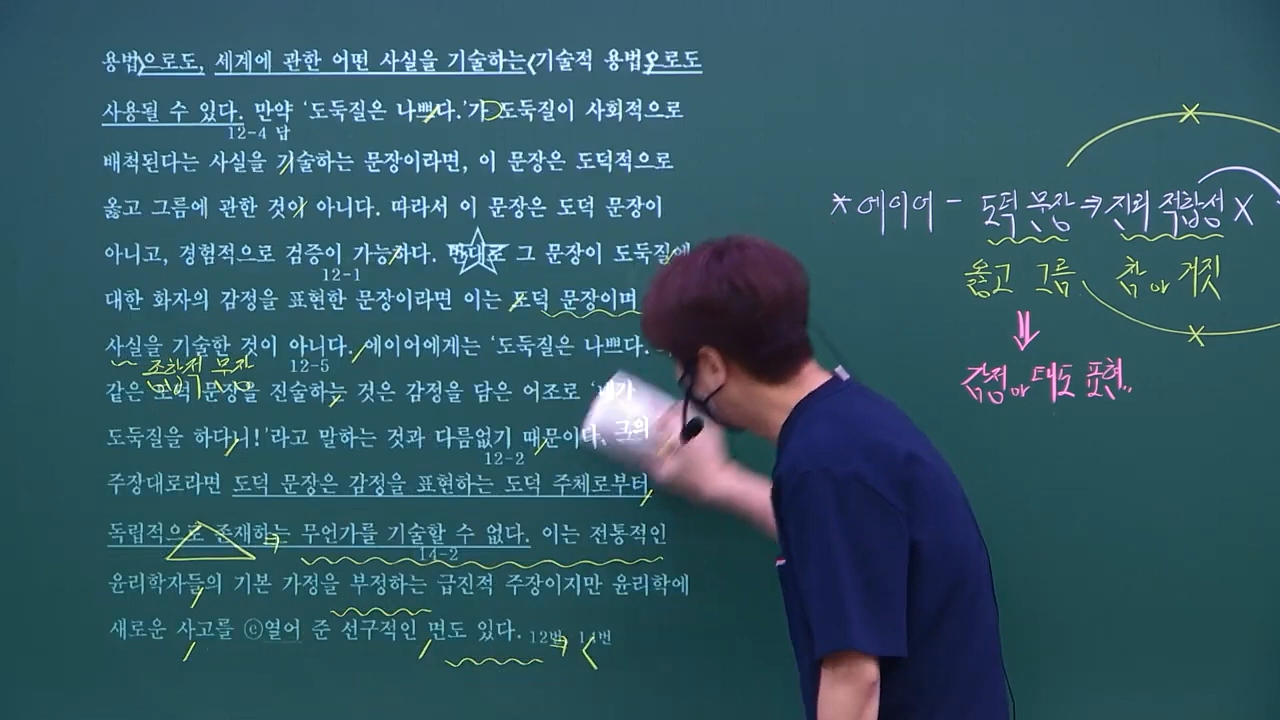 용법〉으로도, 세계에 관한 어떤 사실을 기술하는 〈기술적 용법〉으로도
사용될 수 있다. 만약 ‘도둑질은 나쁘다.’가 도둑질이 사회적으로
12-4 답
배척된다는 사실을 기술하는 문장이라면, 이 문장은 도덕적으로
옳고 그름에 관한 것이 아니다. 따라서 이 문장은 도덕 문장이
아니고, 경험적으로 검증이 가능하다. 반대로 그 문장이 도둑질에
12-1
대한 화자의 감정을 표현한 문장이라면 이는 도덕 문장이며
사실을 기술한 것이 아니다. 에이어에게는 ‘도둑질은 나쁘다.
12-5
같은 도덕 문장을 진술하는 것은 감정을 담은 어조로 ‘네가
도둑질을 하다니!’라고 말하는 것과 다름없기 때문이다. 그의
12-2
주장대로라면 도덕 문장은 감정을 표현하는 도덕 주체로부터
독립적으로 존재하는 무언가를 기술할 수 없다. 이는 전통적인
14-2
윤리학자들의 기본 가정을 부정하는 급진적 주장이지만 윤리학에
새로운 사고를 ⓒ열어 준 선구적인 면도 있다. 12번 14번
* 에이어 - 도덕 문장 ⇒ 진리 적합성 X
옳고 그름 참 or 거짓
감정 or 태도 표현..